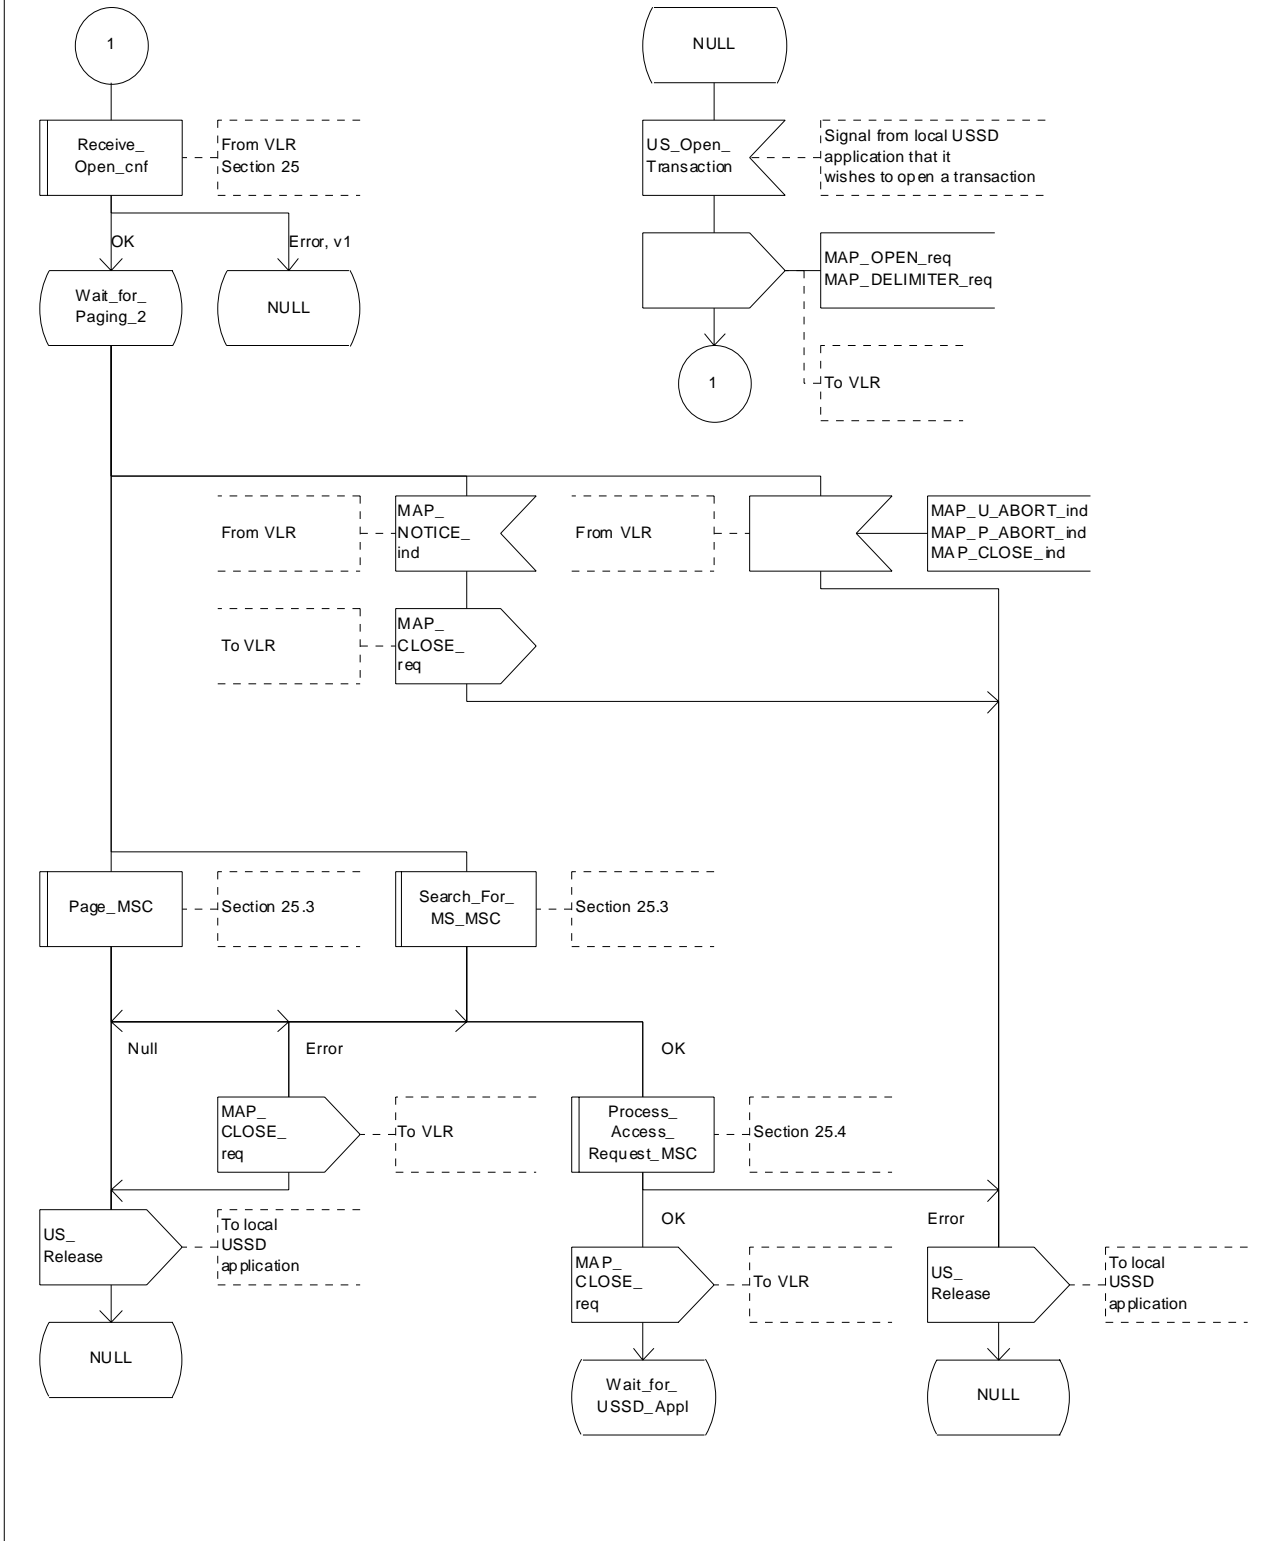 1
NULL
Receive_
Open_cnf
From VLR
Section 25
US_Open_
Transaction
Signal from local USSD
application that it
wishes to open a transaction
OK
Error, v1
MAP_OPEN_req
MAP_DELIMITER_req
Wait_for_
Paging_2
NULL
1
To VLR
From VLR
MAP_
NOTICE_
ind
From VLR
MAP_U_ABORT_ind
MAP_P_ABORT_ind
MAP_CLOSE_ind
To VLR
MAP_
CLOSE_
req
Page_MSC
Section 25.3
Search_For_
MS_MSC
Section 25.3
Null
Error
OK
MAP_
CLOSE_
req
To VLR
Process_
Access_
Request_MSC
Section 25.4
US_
Release
To local
USSD
application
OK
Error
MAP_
CLOSE_
req
To VLR
US_
Release
To local
USSD
application
NULL
Wait_for_
USSD_Appl
NULL